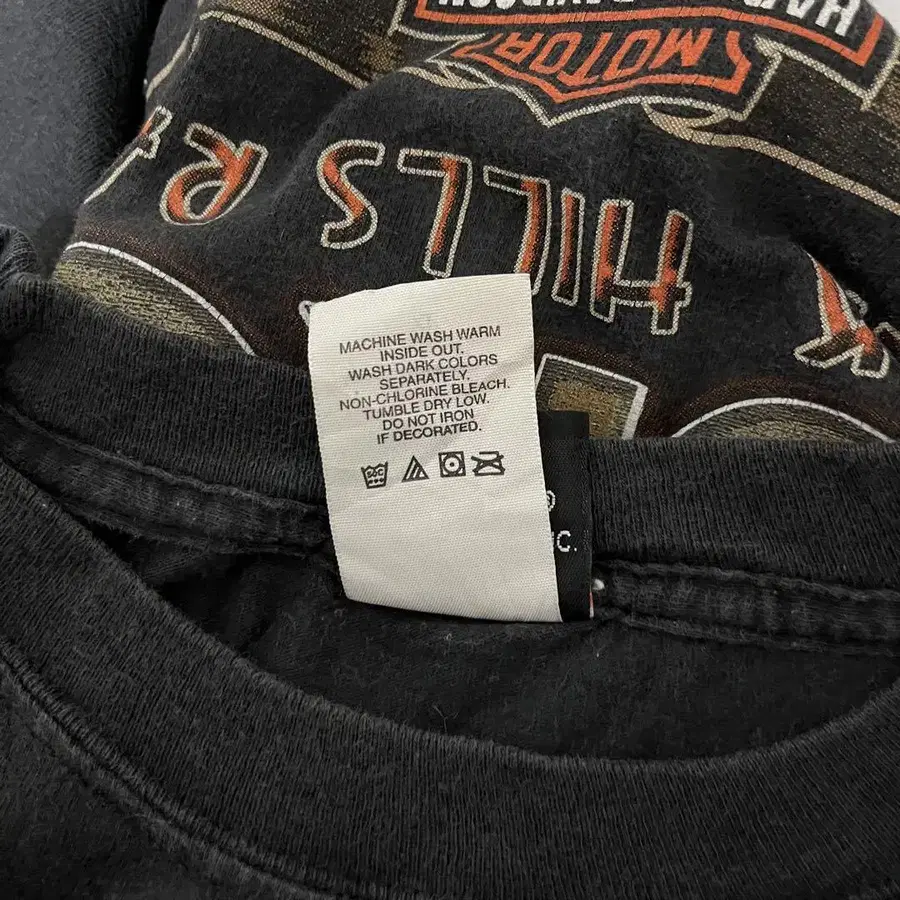 HAR
MOTOR
HILLS R
MACHINE WASH WARM
INSIDE OUT.
WASH DARK COLORS
SEPARATELY.
NON-CHLORINE BLEACH.
TUMBLE DRY LOW.
DO NOT IRON
IF DECORATED.
®
C.